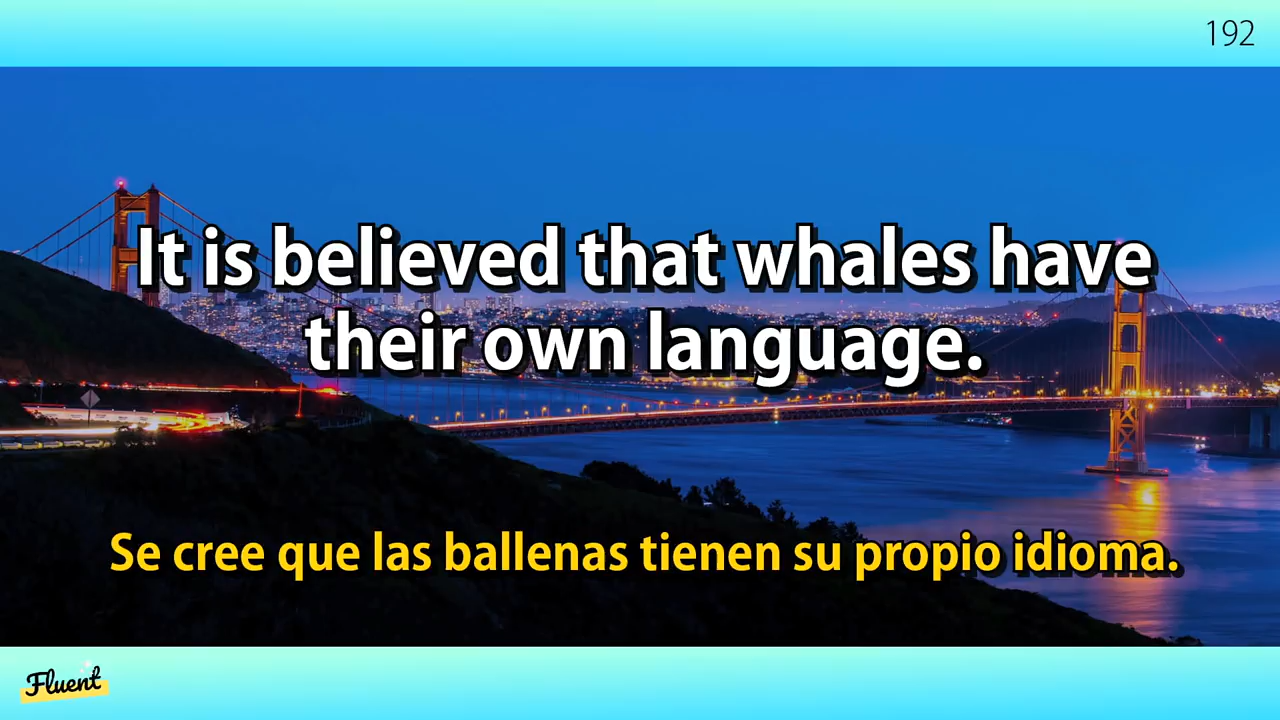 192
It is believed that whales have
their own language.
Se cree que las ballenas tienen su propio idioma.
Fluent